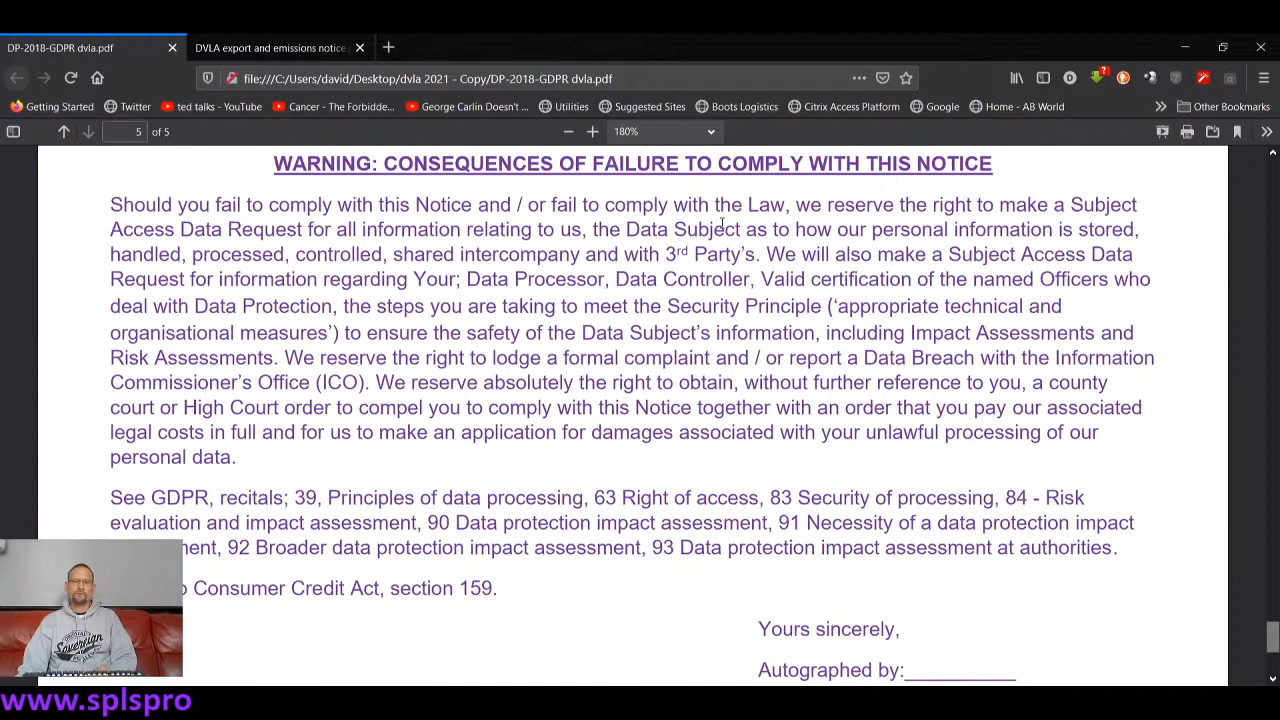 DP-2018-GDPR dvla.pdf
DVLA export and emissions notice
file:///C:/Users/david/Desktop/dvla 2021 - Copy/DP-2018-GDPR dvla.pdf
Getting Started Twitter ted talks - YouTube Cancer - The Forbidde... George Carlin Doesn't ... Utilities Suggested Sites Boots Logistics Citrix Access Platform Google Home - AB World Other Bookmarks
5 of 5 180%
WARNING: CONSEQUENCES OF FAILURE TO COMPLY WITH THIS NOTICE
Should you fail to comply with this Notice and / or fail to comply with the Law, we reserve the right to make a Subject
Access Data Request for all information relating to us, the Data Subject as to how our personal information is stored,
handled, processed, controlled, shared intercompany and with 3rd Party's. We will also make a Subject Access Data
Request for information regarding Your; Data Processor, Data Controller, Valid certification of the named Officers who
deal with Data Protection, the steps you are taking to meet the Security Principle (‘appropriate technical and
organisational measures’) to ensure the safety of the Data Subject’s information, including Impact Assessments and
Risk Assessments. We reserve the right to lodge a formal complaint and / or report a Data Breach with the Information
Commissioner’s Office (ICO). We reserve absolutely the right to obtain, without further reference to you, a county
court or High Court order to compel you to comply with this Notice together with an order that you pay our associated
legal costs in full and for us to make an application for damages associated with your unlawful processing of our
personal data.
See GDPR, recitals; 39, Principles of data processing, 63 Right of access, 83 Security of processing, 84 - Risk
evaluation and impact assessment, 90 Data protection impact assessment, 91 Necessity of a data protection impact
ment, 92 Broader data protection impact assessment, 93 Data protection impact assessment at authorities.
Consumer Credit Act, section 159.
Yours sincerely,
Autographed by:__________
Sovereign
www.splspro